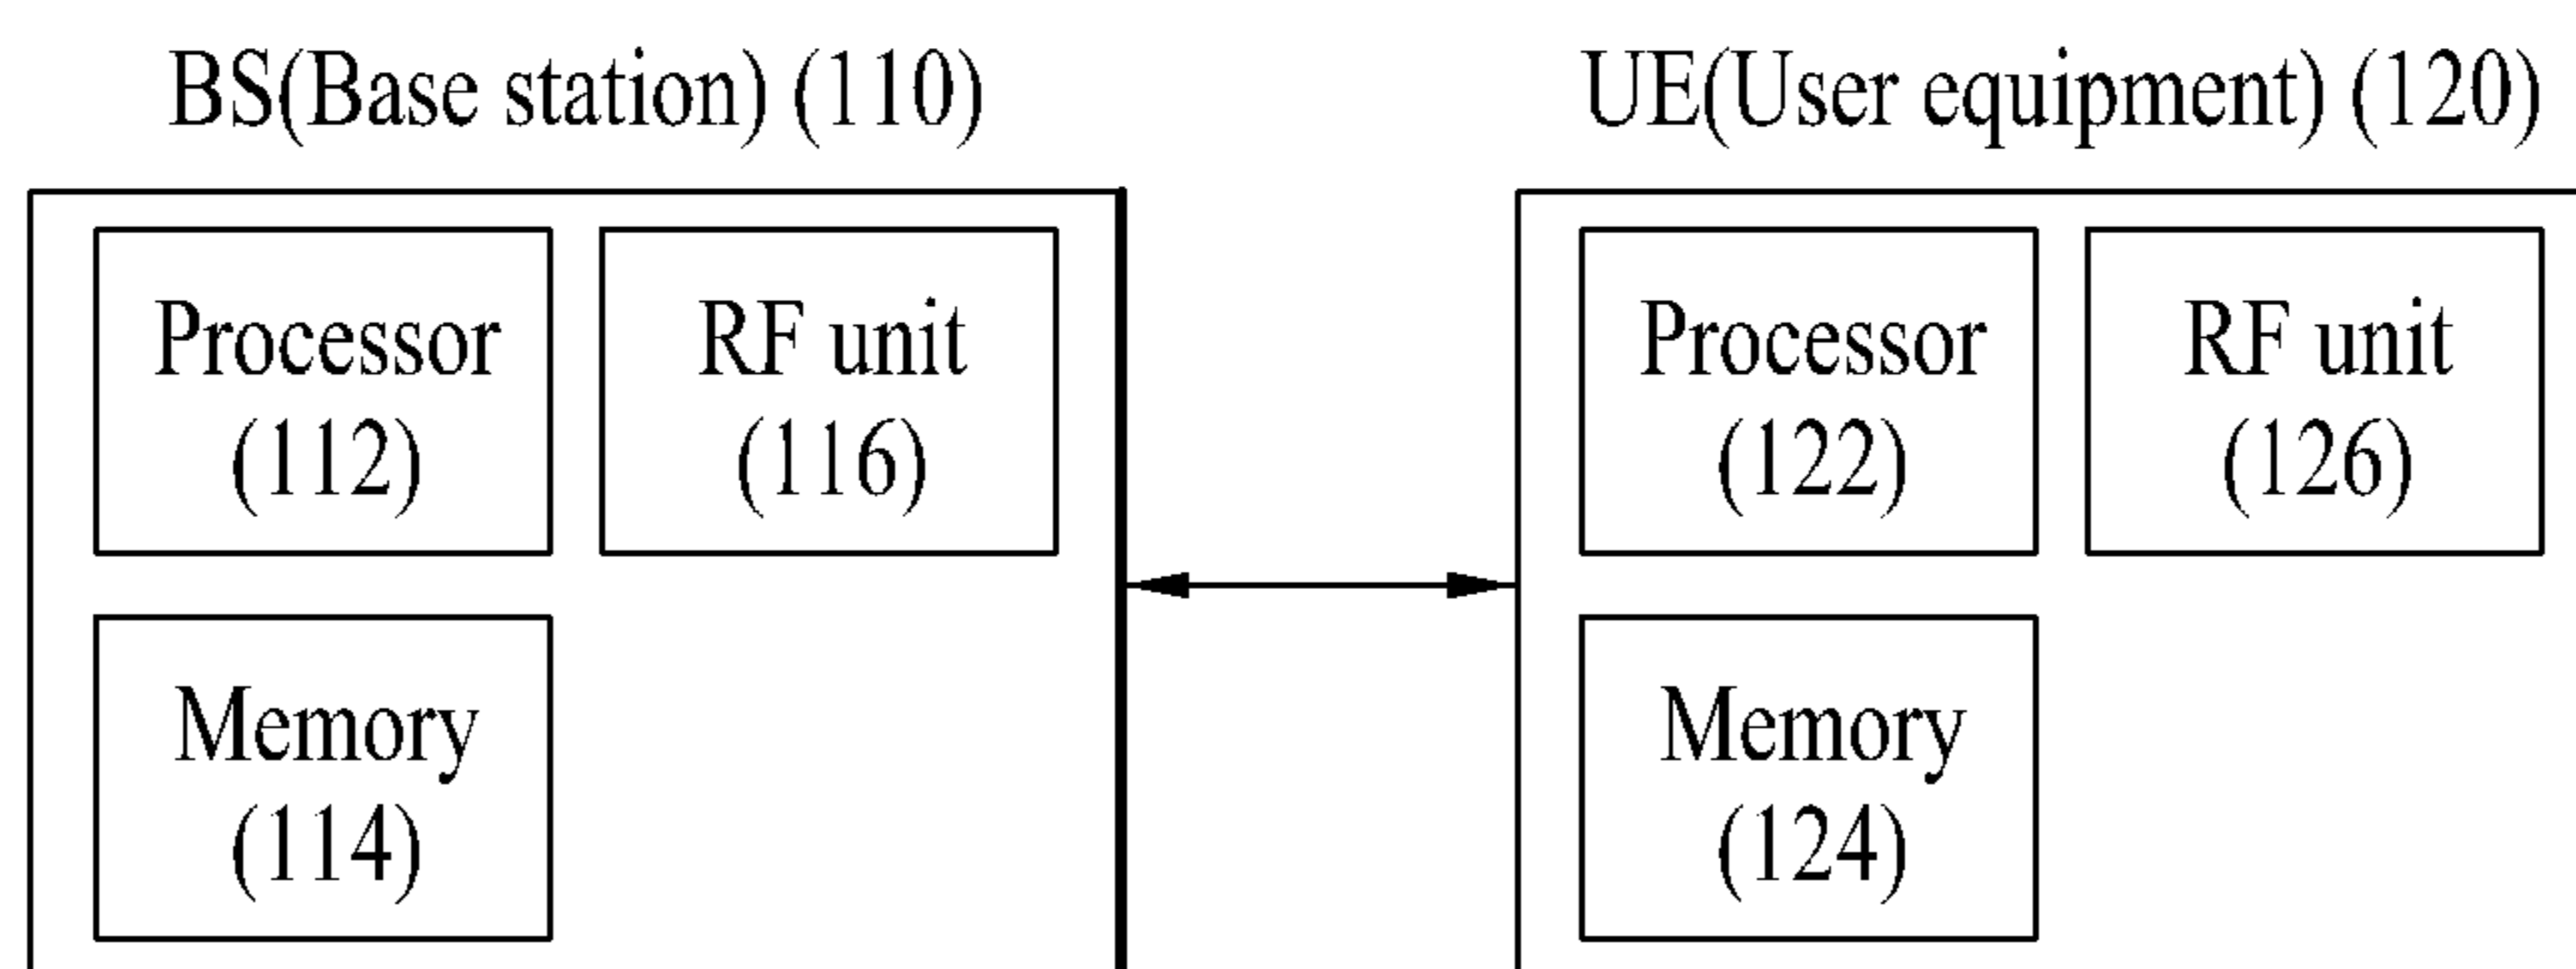 BS(Base station) (110)
Processor
(112)
RF unit
(116)
Memory
(114)
UE(User equipment) (120)
Processor
(122)
RF unit
(126)
Memory
(124)